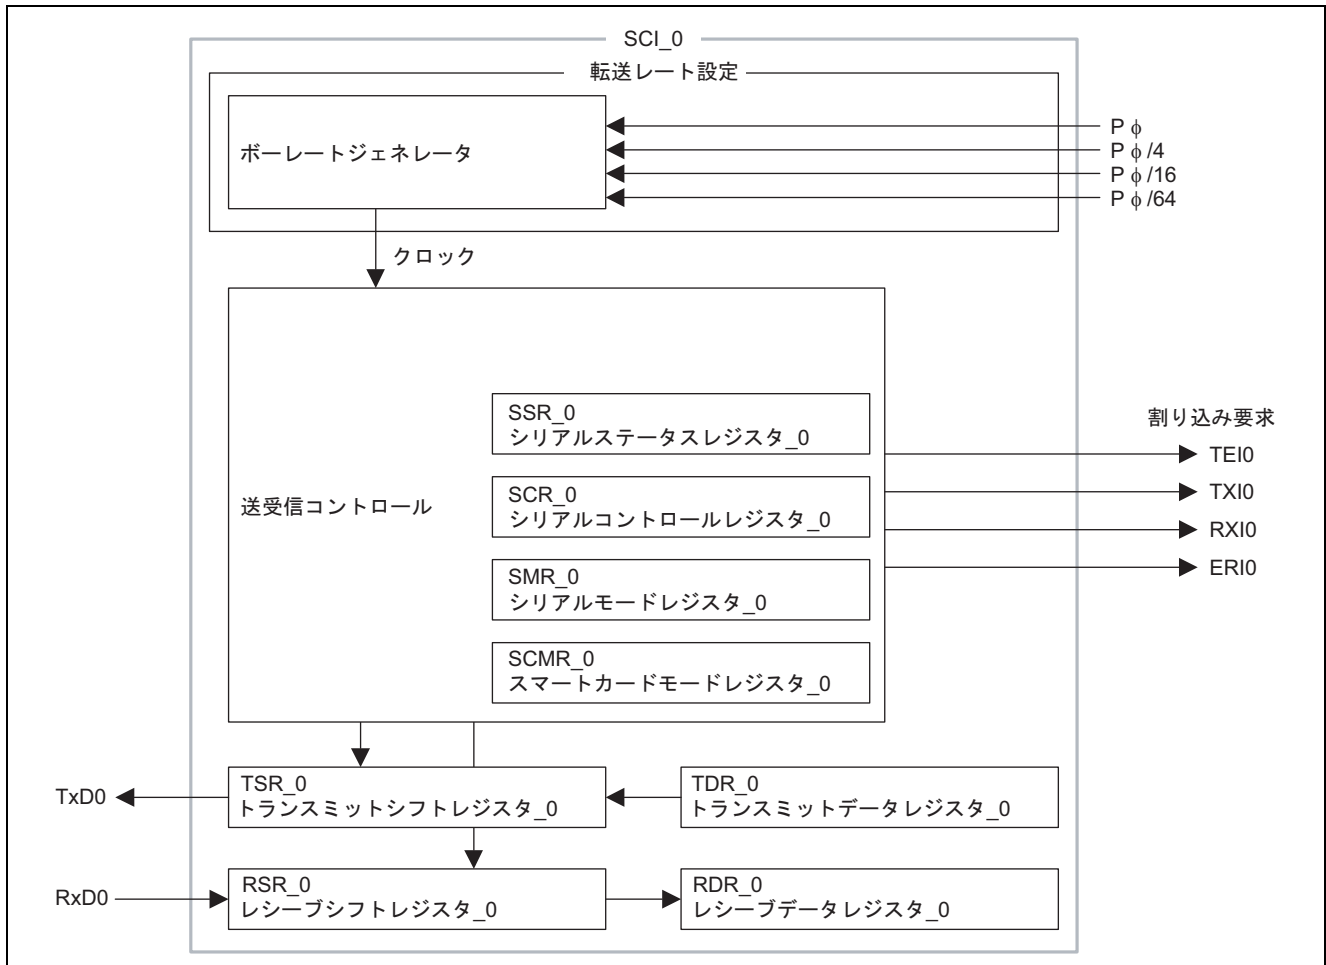 SCI_0
転送レート設定
ボーレートジェネレータ
P φ
P φ /4
P φ /16
P φ /64
クロック
送受信コントロール
SSR_0
シリアルステータスレジスタ_0
SCR_0
シリアルコントロールレジスタ_0
SMR_0
シリアルモードレジスタ_0
SCMR_0
スマートカードモードレジスタ_0
割り込み要求
TEI0
TXI0
RXI0
ERI0
TxD0
TSR_0
トランスミットシフトレジスタ_0
TDR_0
トランスミットデータレジスタ_0
RxD0
RSR_0
レシーブシフトレジスタ_0
RDR_0
レシーブデータレジスタ_0